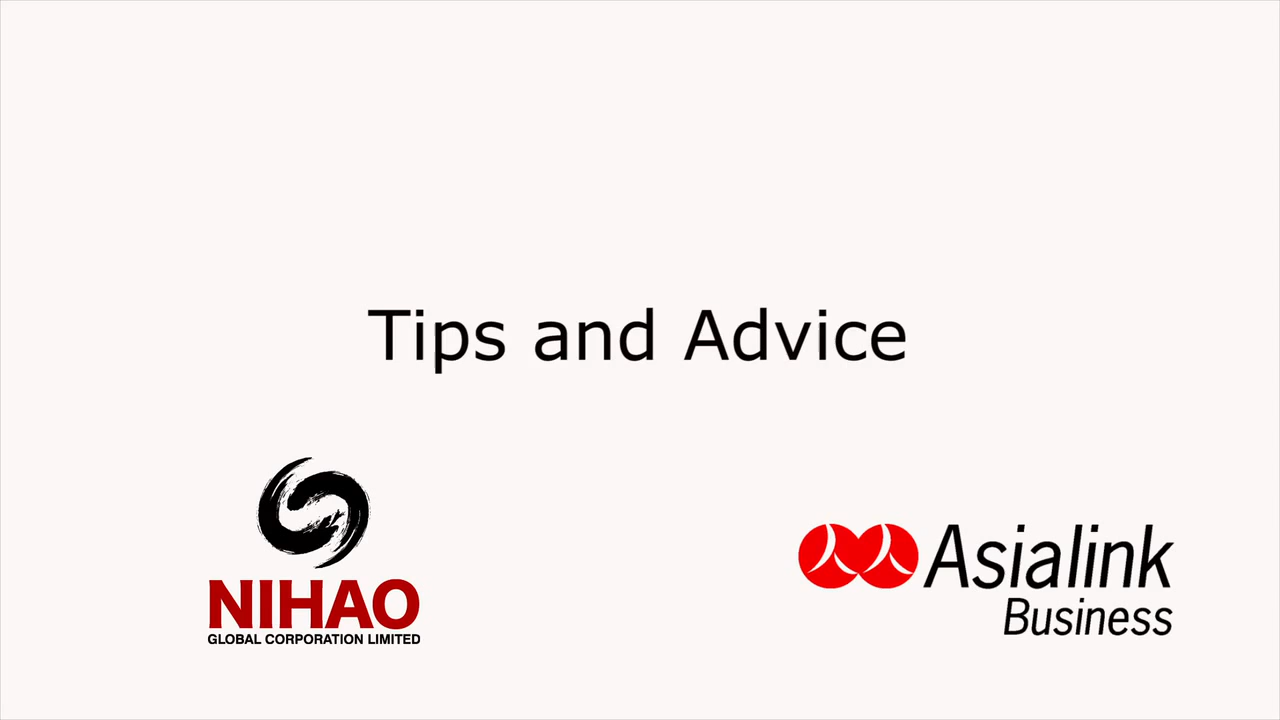 Tips and Advice
NIHAO
GLOBAL CORPORATION LIMITED
Asialink
Business